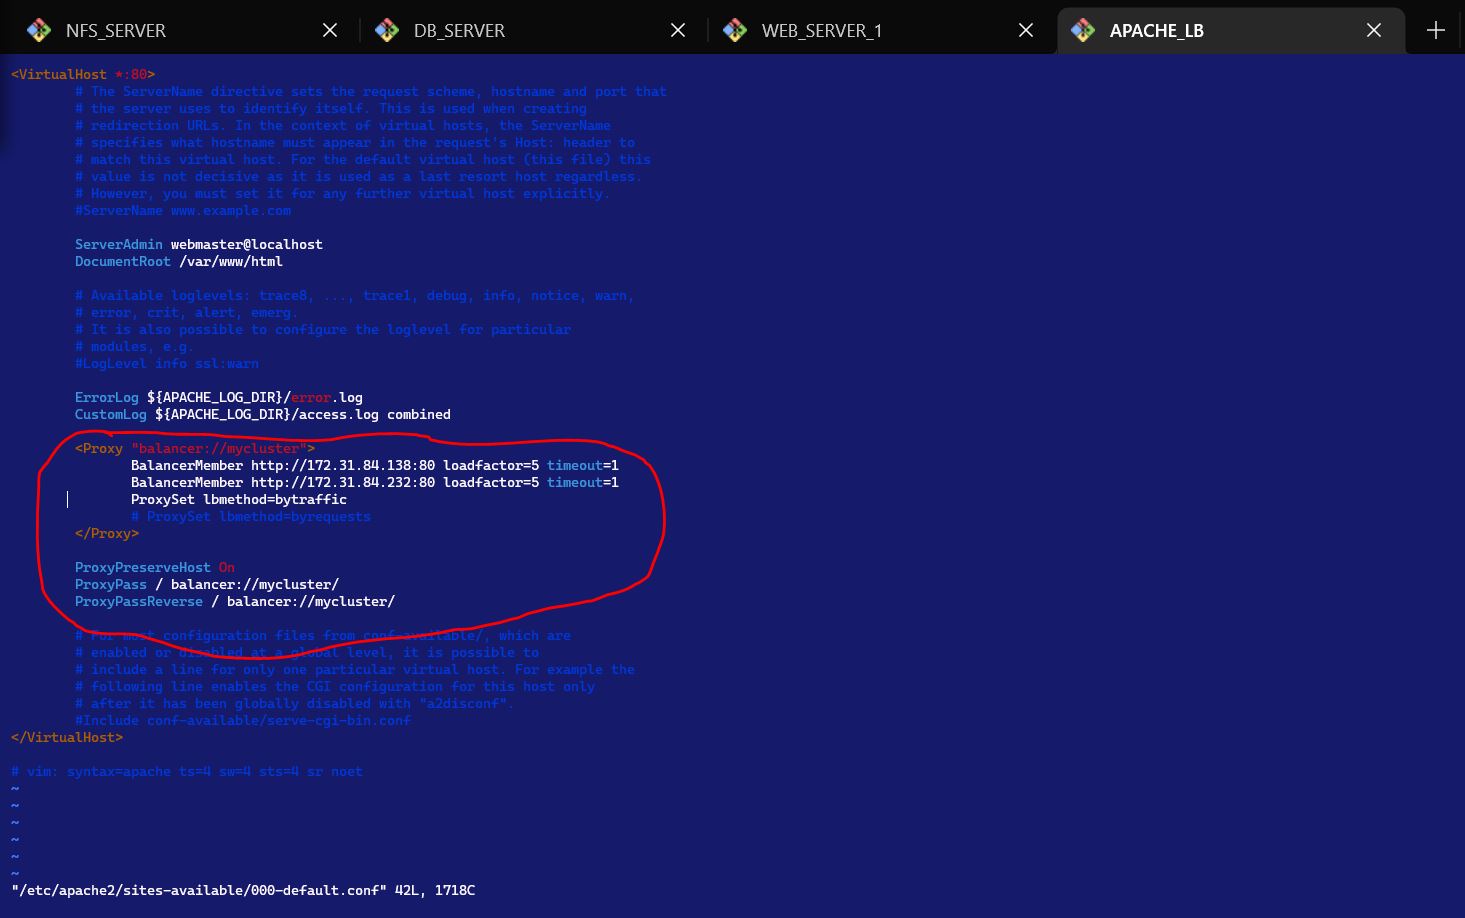 NFS_SERVER
DB_SERVER
WEB_SERVER_1
APACHE_LB
<VirtualHost *:80>
# The ServerName directive sets the request scheme, hostname and port that
# the server uses to identify itself. This is used when creating
# redirection URLs. In the context of virtual hosts, the ServerName
# specifies what hostname must appear in the request's Host: header to
# match this virtual host. For the default virtual host (this file) this
# value is not decisive as it is used as a last resort host regardless.
# However, you must set it for any further virtual host explicitly.
#ServerName www.example.com
ServerAdmin webmaster@localhost
DocumentRoot /var/www/html
# Available loglevels: trace8, ..., trace1, debug, info, notice, warn,
# error, crit, alert, emerg.
# It is also possible to configure the loglevel for particular
# modules, e.g.
#LogLevel info ssl:warn
ErrorLog ${APACHE_LOG_DIR}/error.log
CustomLog ${APACHE_LOG_DIR}/access.log combined
<Proxy "balancer://mycluster">
BalancerMember http://172.31.84.138:80 loadfactor=5 timeout=1
BalancerMember http://172.31.84.232:80 loadfactor=5 timeout=1
ProxySet lbmethod=bytraffic
# ProxySet lbmethod=byrequests
</Proxy>
ProxyPreserveHost On
ProxyPass / balancer://mycluster/
ProxyPassReverse / balancer://mycluster/
# For most configuration files from conf-available/, which are
# enabled or disabled at a global level, it is possible to
# include a line for only one particular virtual host. For example the
# following line enables the CGI configuration for this host only
# after it has been globally disabled with "a2disconf".
#Include conf-available/serve-cgi-bin.conf
</VirtualHost>
# vim: syntax=apache ts=4 sw=4 sts=4 sr noet
~
~
~
~
~
~
"/etc/apache2/sites-available/000-default.conf" 42L, 1718C